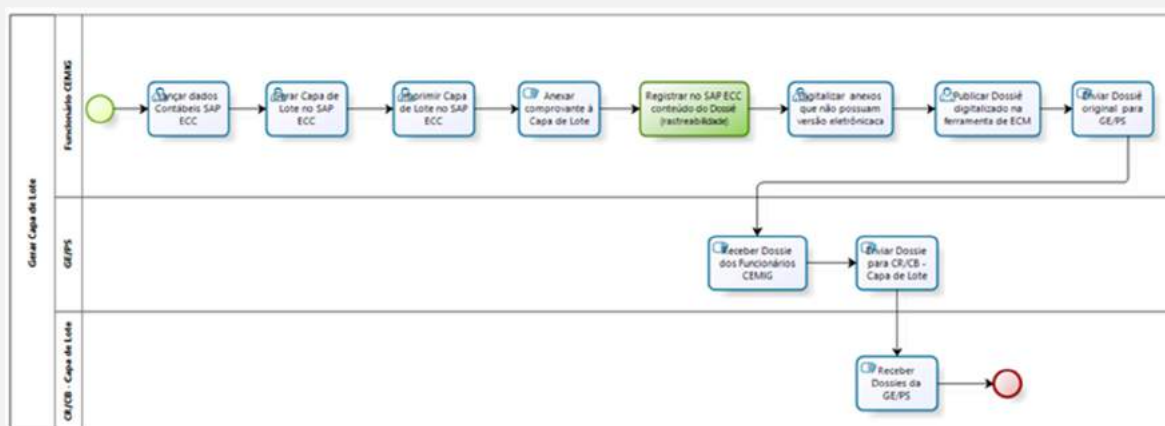 Gerar Capa de Lote
Funcionário CEMIG
Lançar dados
Contábeis SAP
ECC
Gerar Capa de
Lote no SAP
ECC
Imprimir Capa
de Lote no SAP
ECC
Anexar
comprovante à
Capa de Lote
Registrar no SAP ECC
conteúdo do Dossiê
(rastreabilidade)
Digitalizar anexos
que não possuam
versão eletrônicaca
Publicar Dossiê
digitalizado na
ferramenta de ECM
Enviar Dossiê
original para
GE/PS
GE/PS
Receber Dossie
dos Funcionários
CEMIG
Enviar Dossie
para CR/CB -
Capa de Lote
CR/CB - Capa de Lote
Receber
Dossies da
GE/PS